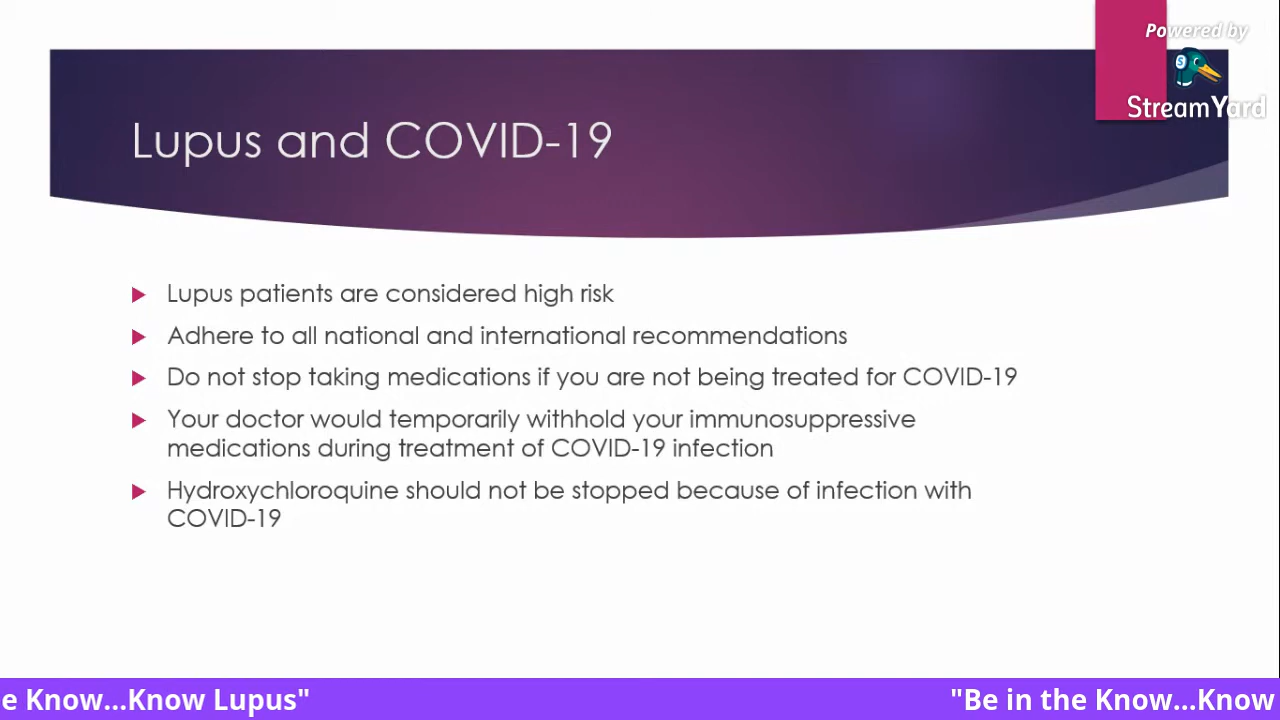 Powered by
StreamYard
Lupus and COVID-19
Lupus patients are considered high risk
Adhere to all national and international recommendations
Do not stop taking medications if you are not being treated for COVID-19
Your doctor would temporarily withhold your immunosuppressive
medications during treatment of COVID-19 infection
Hydroxychloroquine should not be stopped because of infection with
COVID-19
e Know...Know Lupus" "Be in the Know...Know